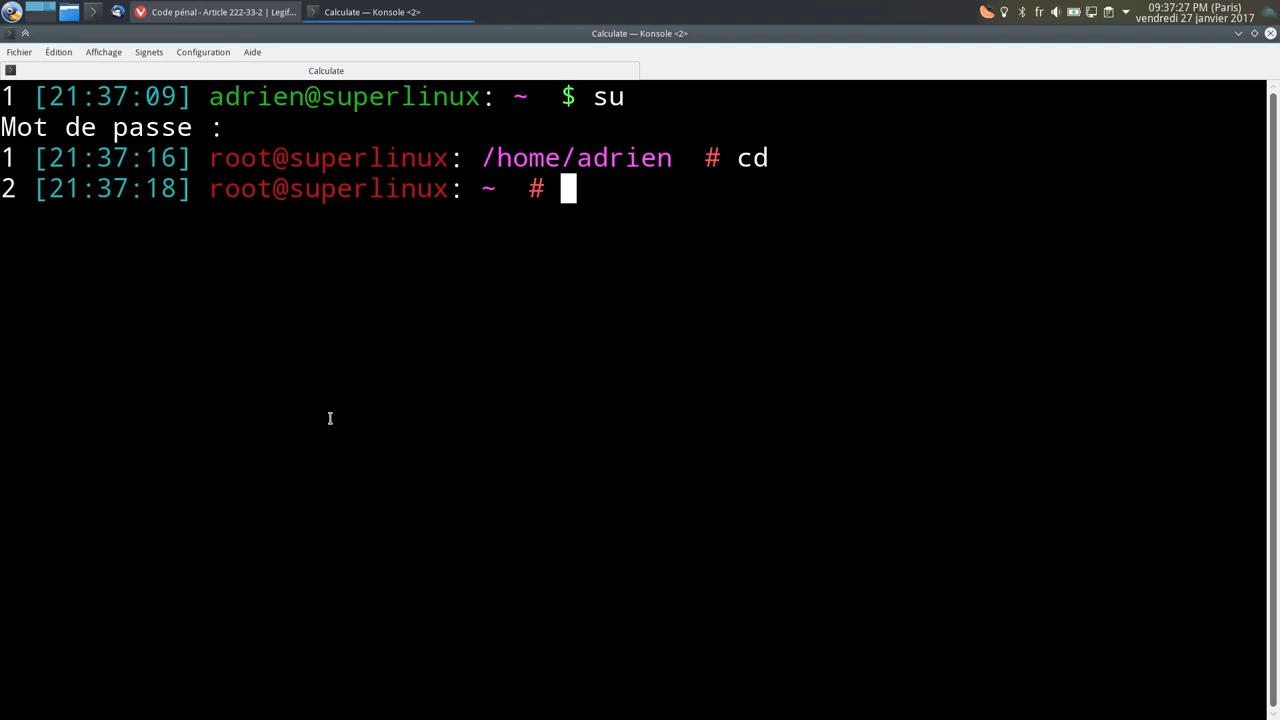 Code pénal - Article 222-33-2 | Legif...
Calculate — Konsole <2>
fr
09:37:27 PM (Paris)
vendredi 27 janvier 2017
Calculate — Konsole <2>
Fichier Édition Affichage Signets Configuration Aide
Calculate
1 [21:37:09] adrien@superlinux: ~ $ su
Mot de passe :
1 [21:37:16] root@superlinux: /home/adrien # cd
2 [21:37:18] root@superlinux: ~ #